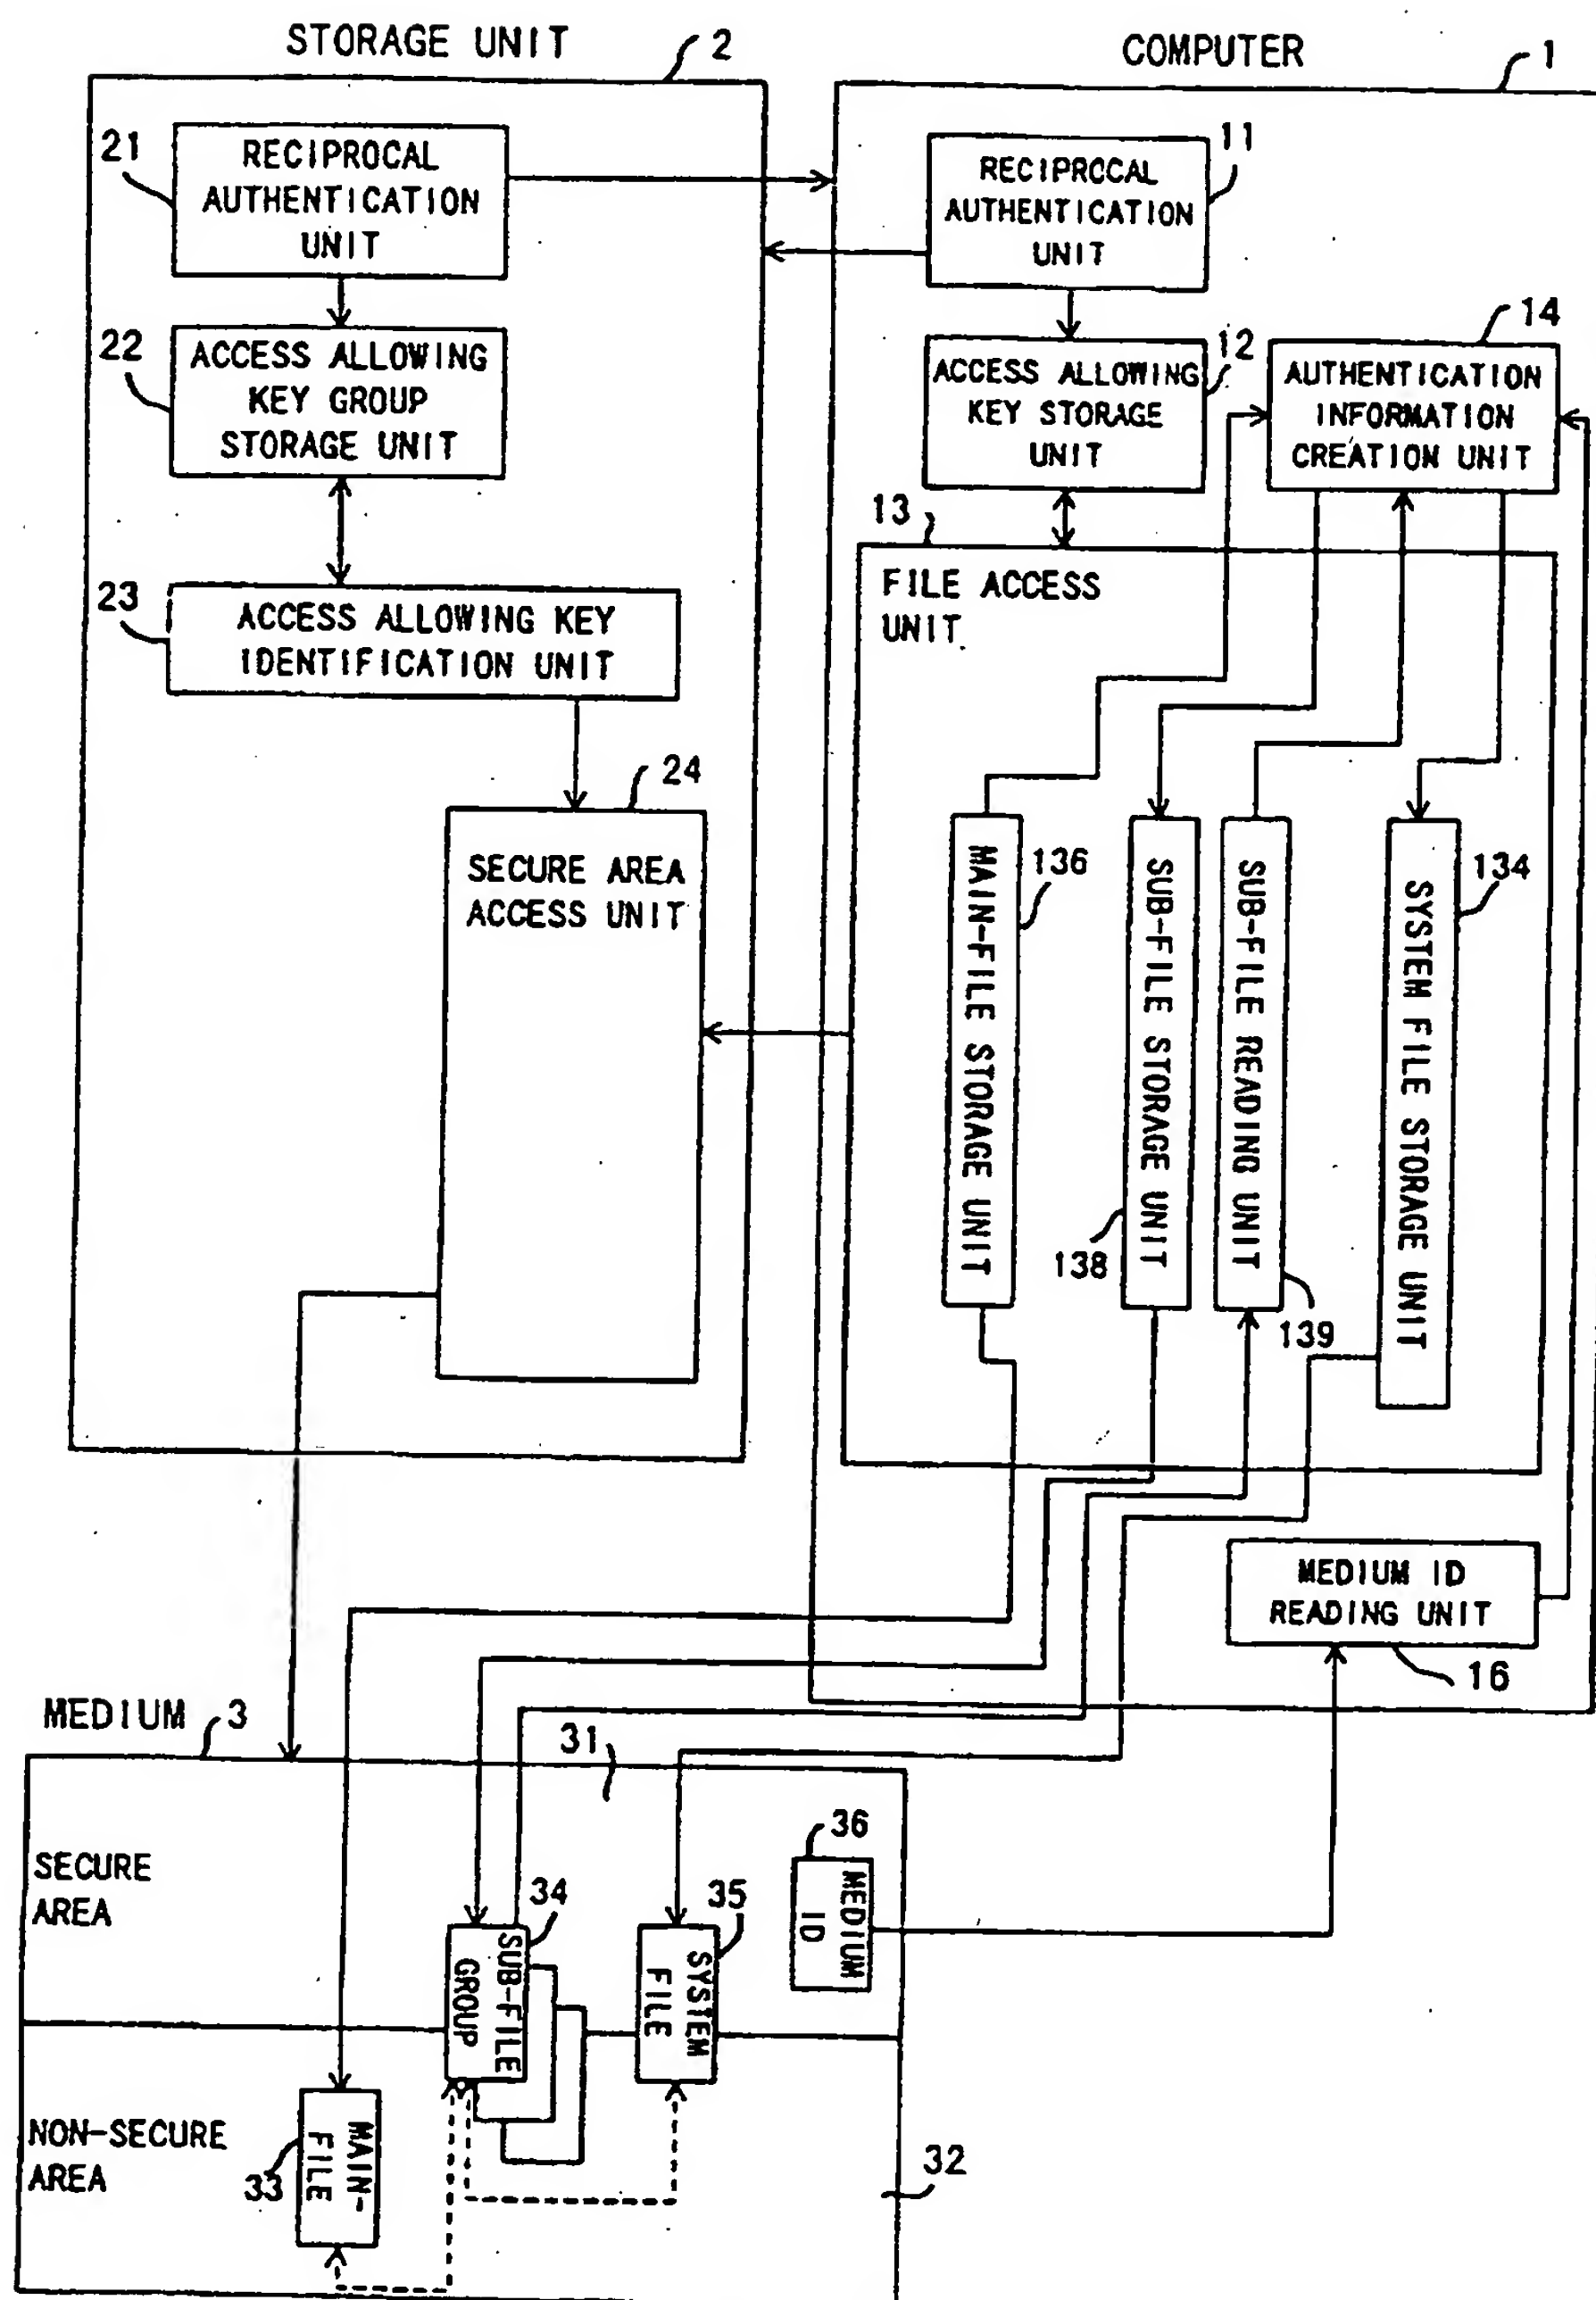 STORAGE UNIT
2
COMPUTER
1
21
RECIPROCAL
AUTHENTICATION
UNIT
11
RECIPROCAL
AUTHENTICATION
UNIT
22
ACCESS ALLOWING
KEY GROUP
STORAGE UNIT
12
ACCESS ALLOWING
KEY STORAGE
UNIT
14
AUTHENTICATION
INFORMATION
CREATION UNIT
13
FILE ACCESS
UNIT
23
ACCESS ALLOWING KEY
IDENTIFICATION UNIT
24
SECURE AREA
ACCESS UNIT
MAIN-FILE STORAGE UNIT
136
SUB-FILE STORAGE UNIT
138
SUB-FILE READING UNIT
139
SYSTEM FILE STORAGE UNIT
134
MEDIUM ID
READING UNIT
16
MEDIUM
3
31
SECURE
AREA
34
SUB-FILE
GROUP
35
SYSTEM
FILE
36
MEDIUM
ID
NON-SECURE
AREA
33
MAIN-
FILE
32